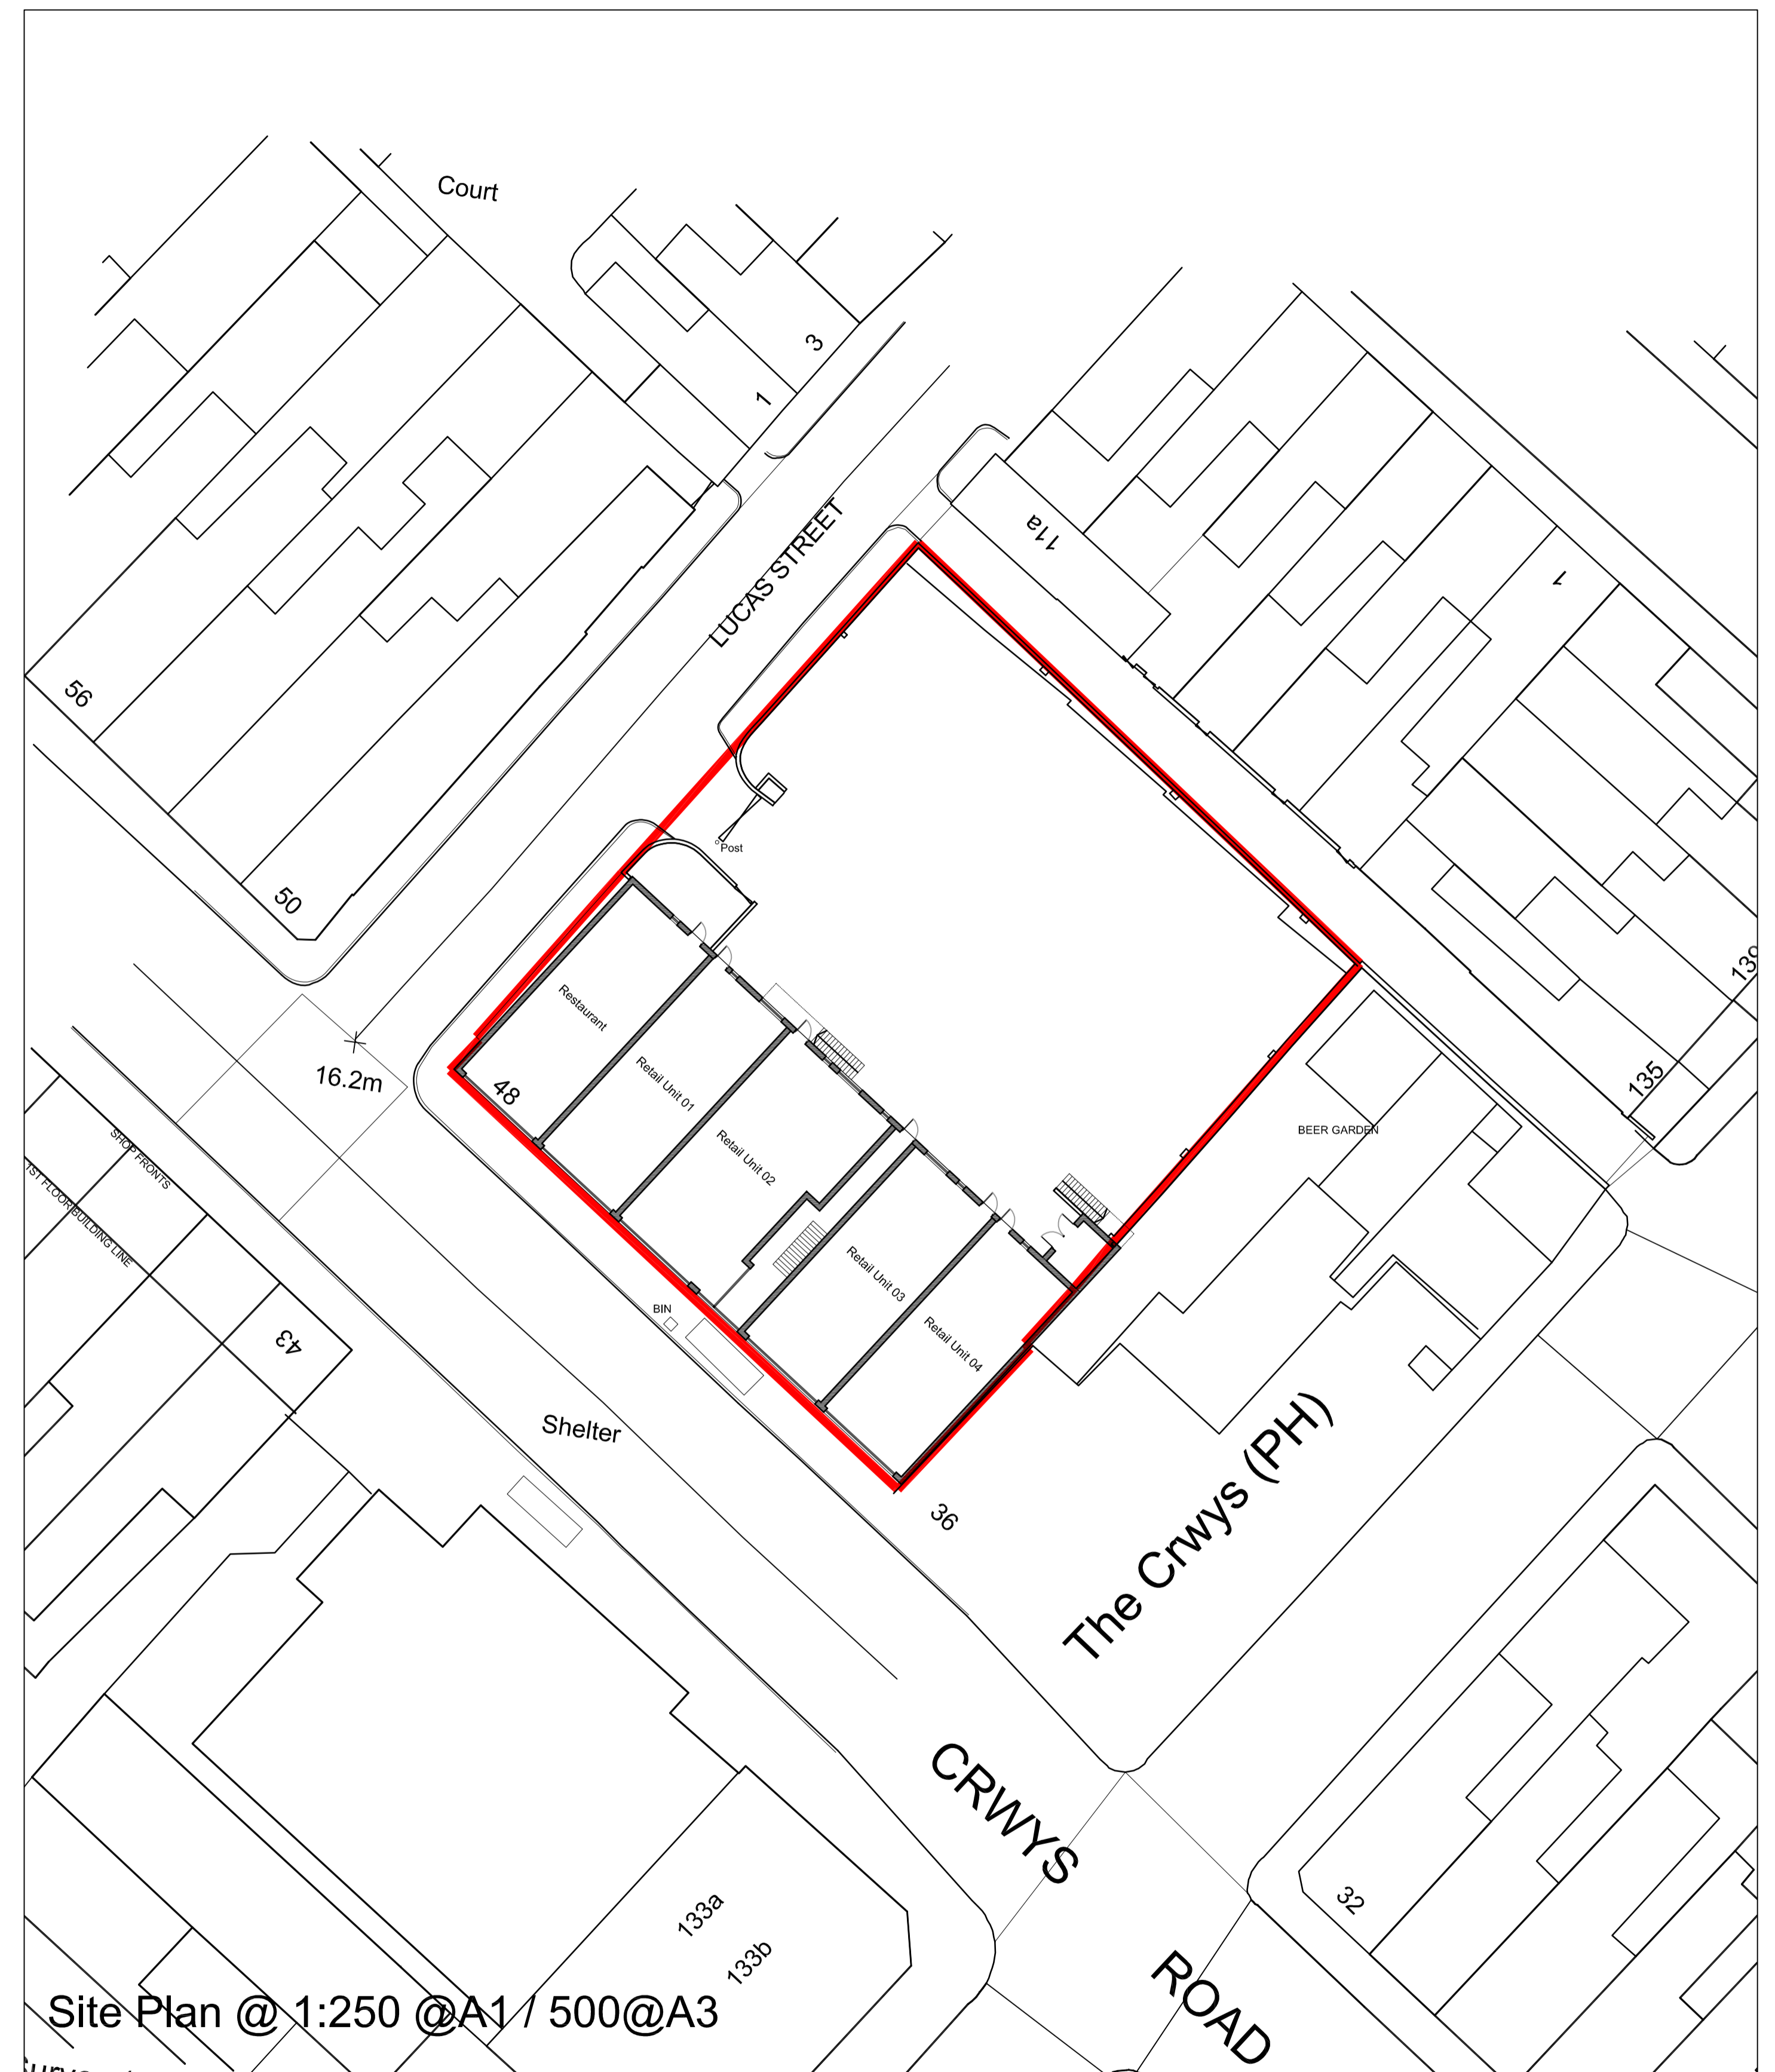 Court
3
1
LUCAS STREET
11a
1
56
50
Post
139
135
Restaurant
48
Retail Unit 01
Retail Unit 02
Retail Unit 03
Retail Unit 04
16.2m
SHOP FRONTS
1ST FLOOR BUILDING LINE
BEER GARDEN
BIN
43
Shelter
36
The Crwys (PH)
CRWYS
ROAD
32
133a
133b
Site Plan @ 1:250 @A1 / 500@A3